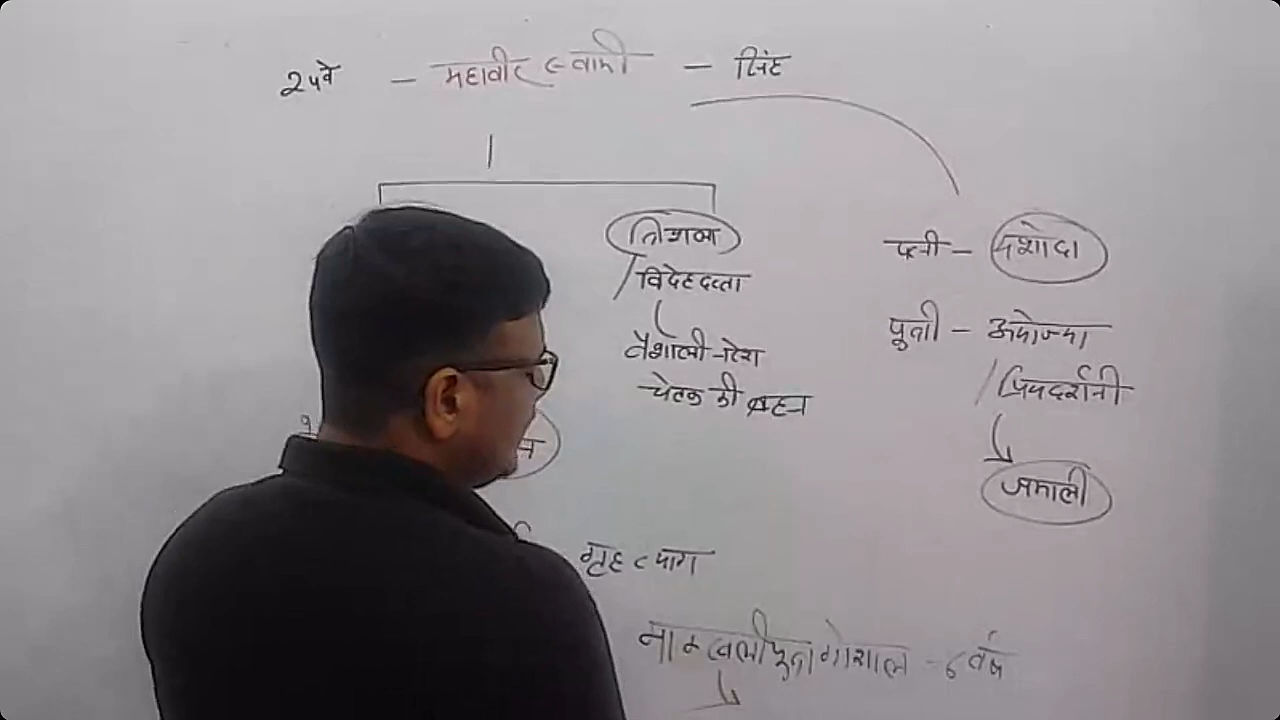 24वे - महावीर स्वामी - सिंह
त्रिशला
/विदेहदत्ता
वैशाली नरेश
चेटक की बहन
पत्नी - यशोदा
पुत्री - अणोज्जा
/प्रियदर्शनी
जमाली
गृह त्याग
मक्खलीपुत्र गोशाल - 6 वर्ष